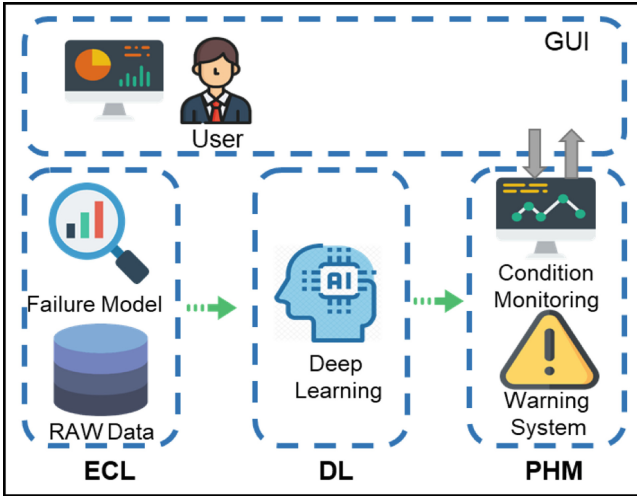 GUI
User
Failure Model
RAW Data
ECL
AI
Deep
Learning
DL
Condition
Monitoring
Warning
System
PHM